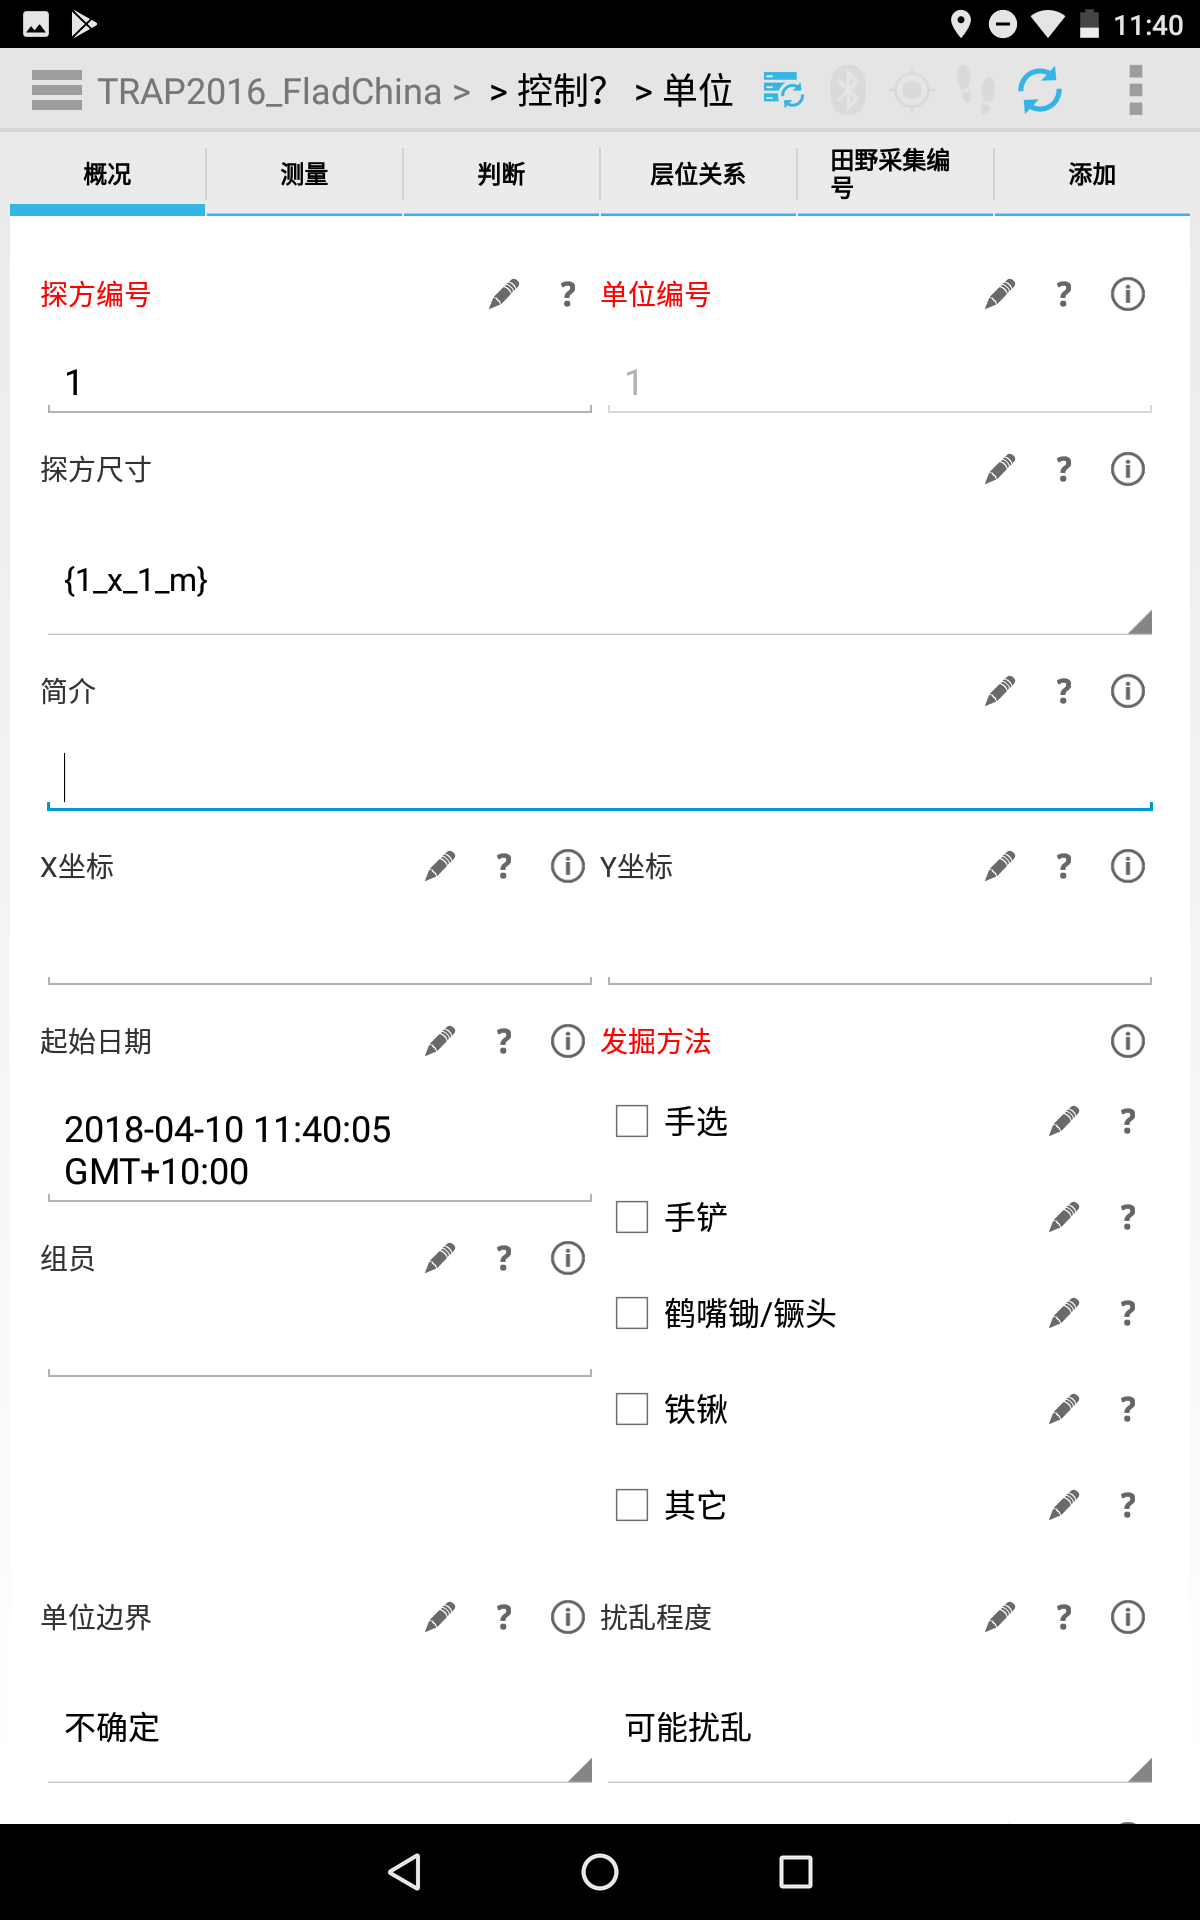 11:40
TRAP2016_FladChina > > 控制? > 单位
概况 测量 判断 层位关系 田野采集编号 添加
探方编号 ? 单位编号 ?
1 1
探方尺寸 ?
{1_x_1_m}
简介 ?
X坐标 ? Y坐标 ?
起始日期 ? 发掘方法
2018-04-10 11:40:05
GMT+10:00
手选 ?
手铲 ?
组员 ?
鹤嘴锄/镢头 ?
铁锹 ?
其它 ?
单位边界 ? 扰乱程度 ?
不确定 可能扰乱